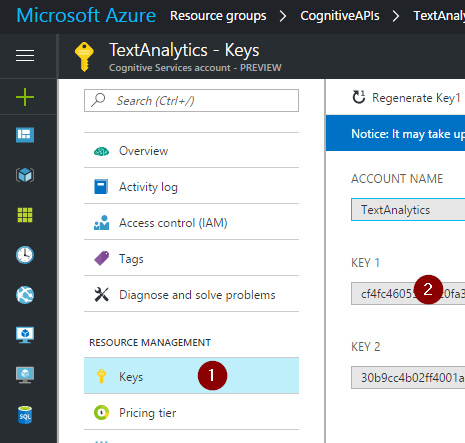 Microsoft Azure Resource groups > CognitiveAPIs > TextAnaly
TextAnalytics - Keys
Cognitive Services account - PREVIEW
Search (Ctrl+/)
Regenerate Key1
Notice: It may take up
Overview
Activity log
Access control (IAM)
Tags
Diagnose and solve problems
RESOURCE MANAGEMENT
Keys
1
Pricing tier
ACCOUNT NAME
TextAnalytics
KEY 1
2
KEY 2
30b9cc4b02ff4001a
SQL